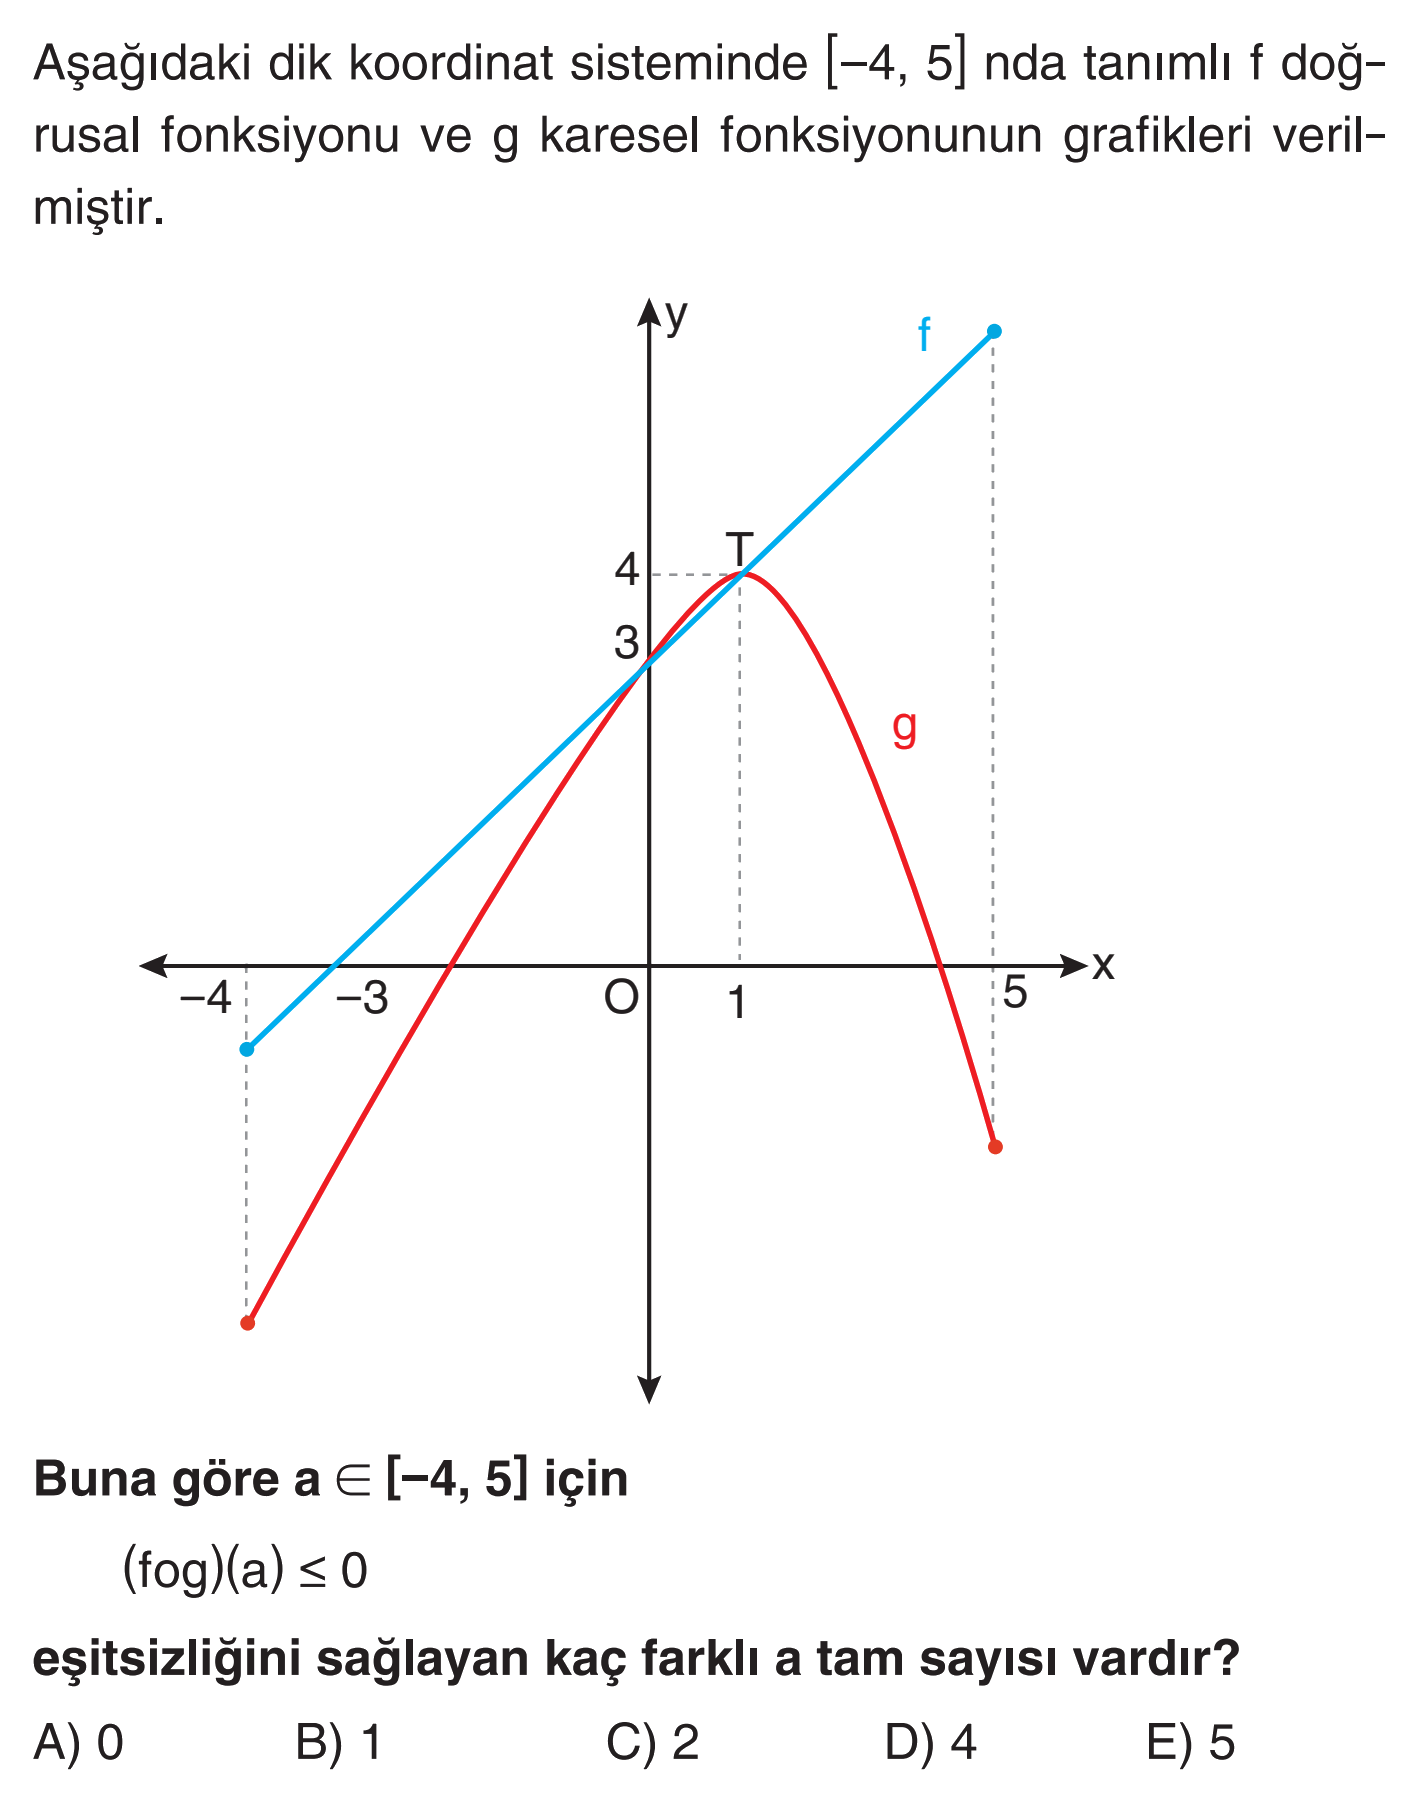 Aşağıdaki dik koordinat sisteminde [–4, 5] nda tanımlı f doğ-
rusal fonksiyonu ve g karesel fonksiyonunun grafikleri veril-
miştir.
y
f
T
4
3
g
–4
–3
O
1
5
x
Buna göre a ∈ [–4, 5] için
(fog)(a) ≤ 0
eşitsizliğini sağlayan kaç farklı a tam sayısı vardır?
A) 0 B) 1 C) 2 D) 4 E) 5